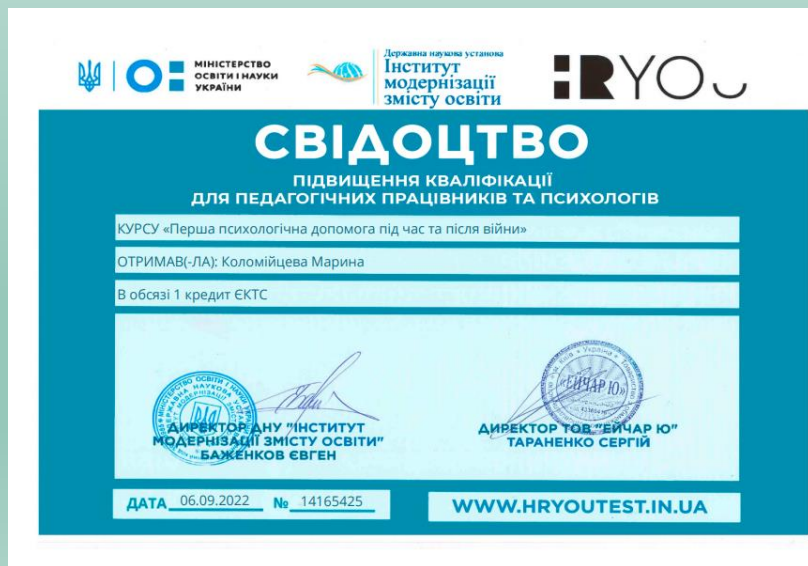 МІНІСТЕРСТВО
ОСВІТИ І НАУКИ
УКРАЇНИ
Державна наукова установа
Інститут
модернізації
змісту освіти
HRYOU
СВІДОЦТВО
ПІДВИЩЕННЯ КВАЛІФІКАЦІЇ
ДЛЯ ПЕДАГОГІЧНИХ ПРАЦІВНИКІВ ТА ПСИХОЛОГІВ
КУРСУ «Перша психологічна допомога під час та після війни»
ОТРИМАВ(-ЛА): Коломійцева Марина
В обсязі 1 кредит ЄКТС
ДИРЕКТОР ДНУ "ІНСТИТУТ
МОДЕРНІЗАЦІЇ ЗМІСТУ ОСВІТИ"
БАЖЕНКОВ ЄВГЕН
«ЕЙЧАР Ю»
ДИРЕКТОР ТОВ "ЕЙЧАР Ю"
ТАРАНЕНКО СЕРГІЙ
ДАТА 06.09.2022 № 14165425
WWW.HRYOUTEST.IN.UA